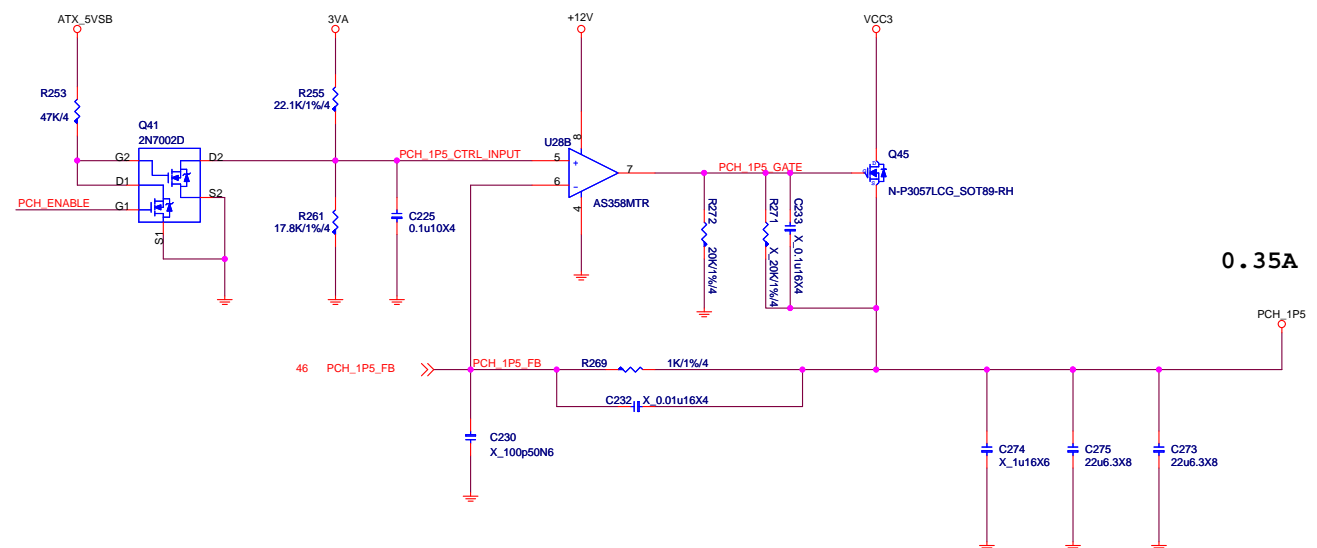 ATX_5VSB
3VA
+12V
VCC3
R253
47K/4
Q41
2N7002D
G2
D2
D1
S2
PCH_ENABLE
G1
S1
R255
22.1K/1%/4
R261
17.8K/1%/4
PCH_1P5_CTRL_INPUT
C225
0.1u10X4
U28B
8
5
+
6
-
7
4
AS358MTR
PCH_1P5_GATE
Q45
D
G
S
N-P3057LCG_SOT89-RH
R272
20K/1%/4
R271
X_20K/1%/4
C233
X_0.1u16X4
0.35A
PCH_1P5
46 PCH_1P5_FB
PCH_1P5_FB
R269 1K/1%/4
C232 X_0.01u16X4
C230
X_100p50N6
C274
X_1u16X6
C275
22u6.3X8
C273
22u6.3X8